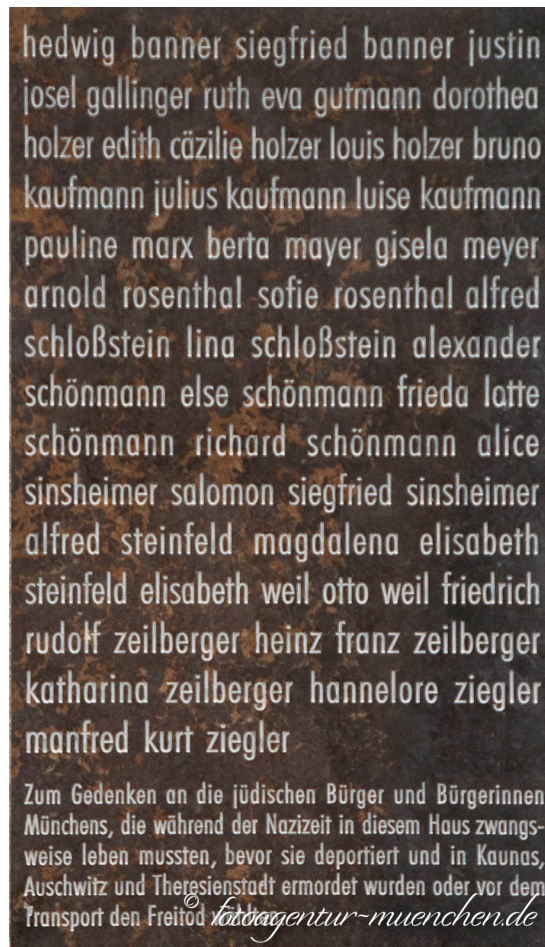 hedwig banner siegfried banner justin
josel gallinger ruth eva gutmann dorothea
holzer edith cäzilie holzer louis holzer bruno
kaufmann julius kaufmann luise kaufmann
pauline marx berta mayer gisela meyer
arnold rosenthal sofie rosenthal alfred
schloßstein lina schloßstein alexander
schönmann else schönmann frieda lotte
schönmann richard schönmann alice
sinsheimer salomon siegfried sinsheimer
alfred steinfeld magdalena elisabeth
steinfeld elisabeth weil otto weil friedrich
rudolf zeilberger heinz franz zeilberger
katharina zeilberger hannelore ziegler
manfred kurt ziegler
Zum Gedenken an die jüdischen Bürger und Bürgerinnen
Münchens, die während der Nazizeit in diesem Haus zwangs-
weise leben mussten, bevor sie deportiert und in Kaunas,
Auschwitz und Theresienstadt ermordet wurden oder vor dem
Transport den Freitod
© fotoagentur-muenchen.de